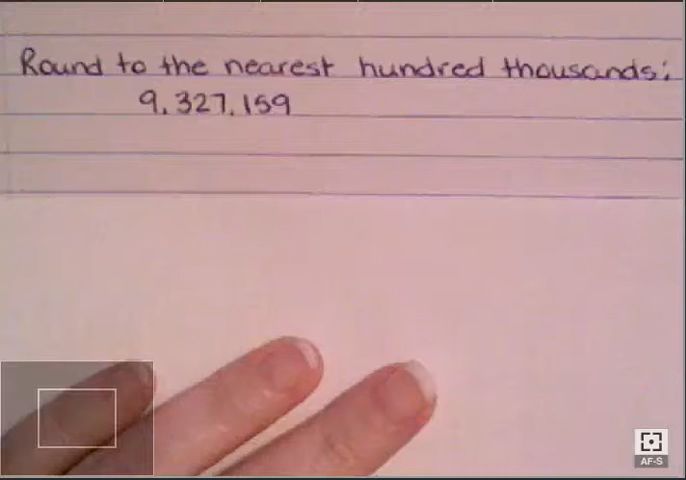 Round to the nearest hundred thousands:
9,327,159
AF-S